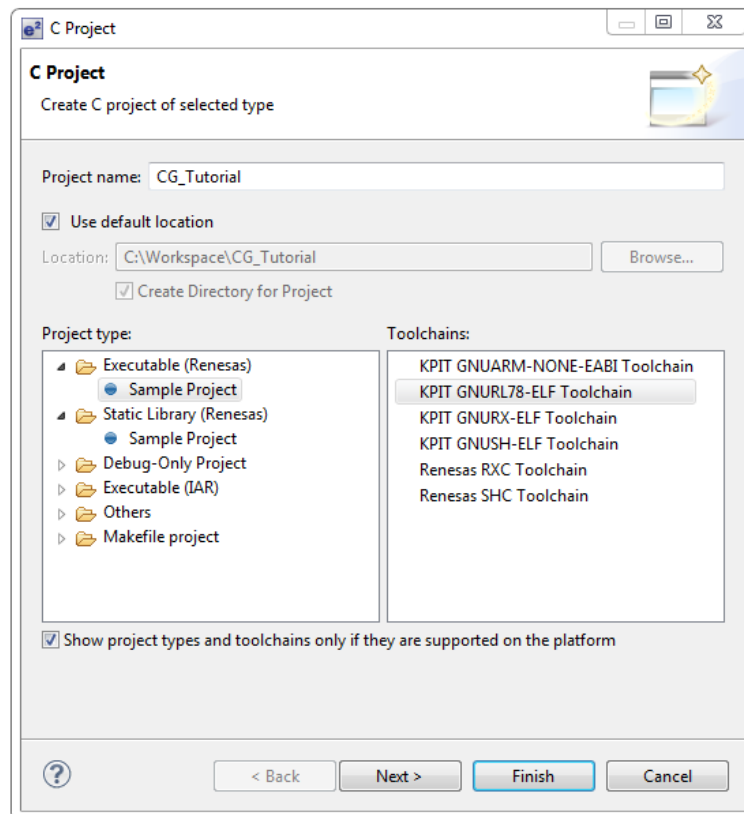 e² C Project
C Project
Create C project of selected type
Project name: CG_Tutorial
Use default location
Location: C:\Workspace\CG_Tutorial Browse...
Create Directory for Project
Project type:
Executable (Renesas)
Sample Project
Static Library (Renesas)
Sample Project
Debug-Only Project
Executable (IAR)
Others
Makefile project
Toolchains:
KPIT GNUARM-NONE-EABI Toolchain
KPIT GNURL78-ELF Toolchain
KPIT GNURX-ELF Toolchain
KPIT GNUSH-ELF Toolchain
Renesas RXC Toolchain
Renesas SHC Toolchain
Show project types and toolchains only if they are supported on the platform
? < Back Next > Finish Cancel